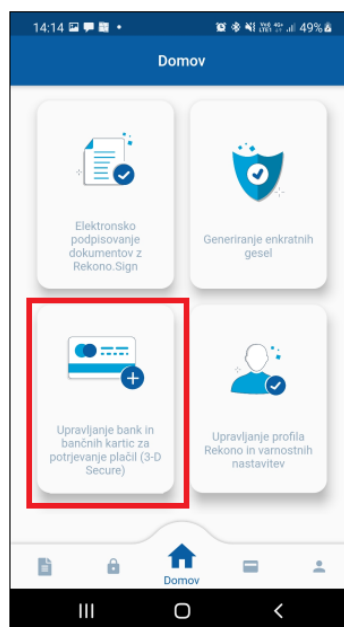 14:14
49%
Domov
Elektronsko
podpisovanje
dokumentov z
Rekono.Sign
Generiranje enkratnih
gesel
Upravljanje bank in
bančnih kartic za
potrjevanje plačil (3-D
Secure)
Upravljanje profila
Rekono in varnostnih
nastavitev
Domov